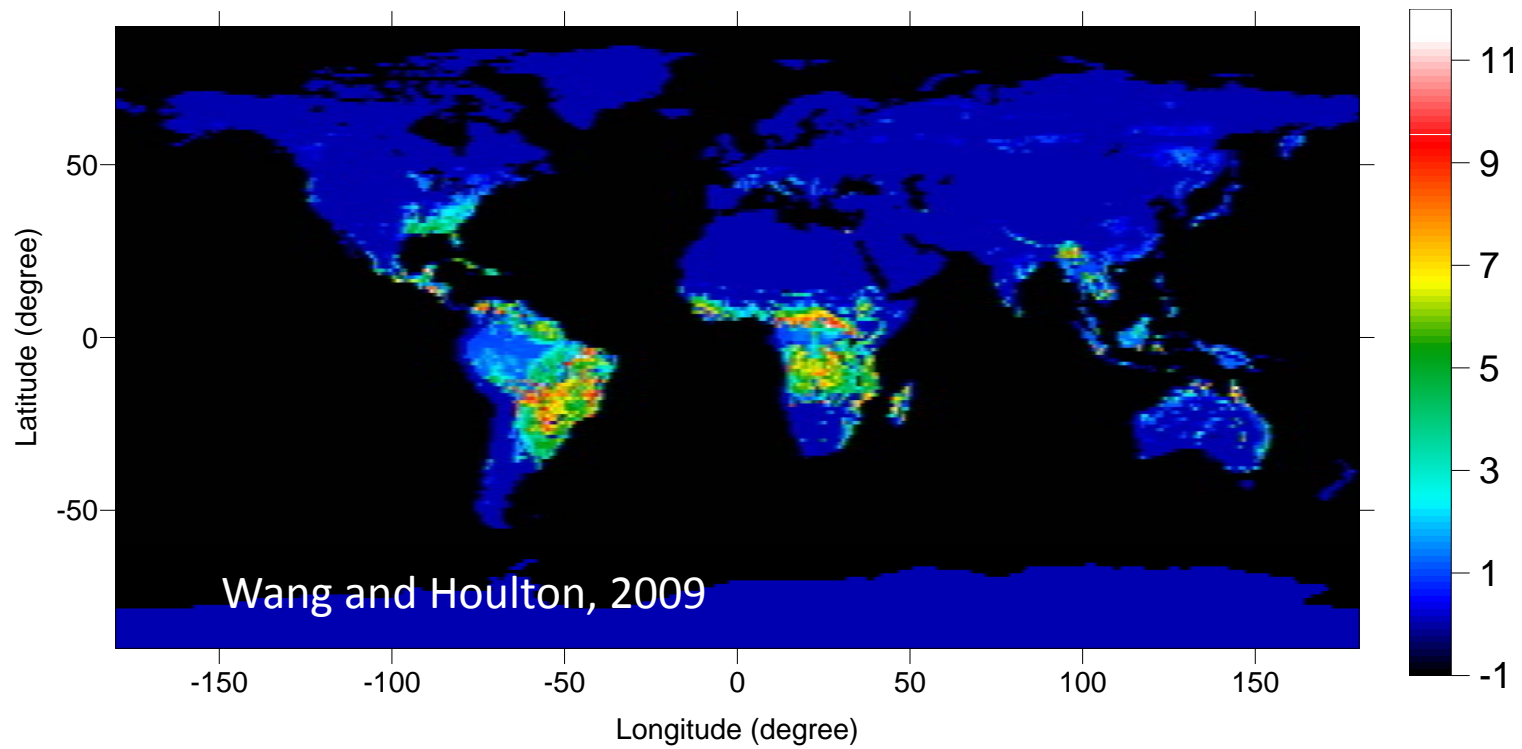 11
50
9
7
Latitude (degree)
0
5
3
-50
1
Wang and Houlton, 2009
-1
-150 -100 -50 0 50 100 150
Longitude (degree)